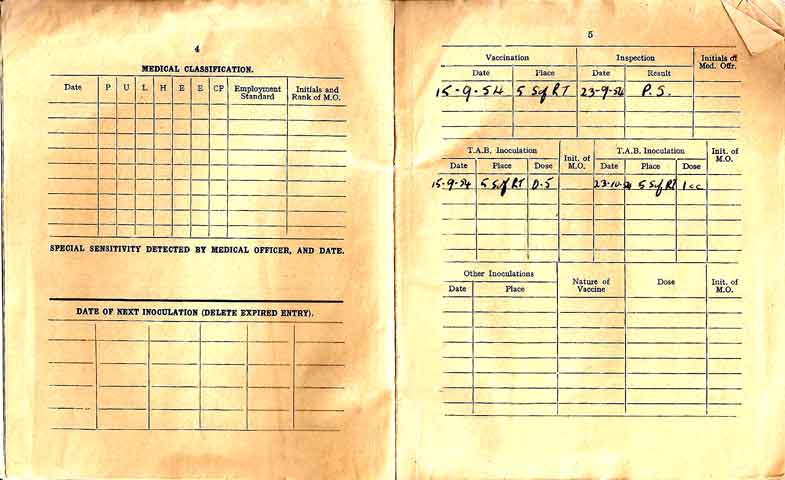 4
MEDICAL CLASSIFICATION.
Date P U L H E E CP Employment Standard Initials and Rank of M.O.
SPECIAL SENSITIVITY DETECTED BY MEDICAL OFFICER, AND DATE.
DATE OF NEXT INOCULATION (DELETE EXPIRED ENTRY).
5
Vaccination Inspection Initials of Med. Offr.
Date Place Date Result
15-9-54 5 RT 23-9-54 P.S.
T.A.B. Inoculation Init. of M.O. T.A.B. Inoculation Init. of M.O.
Date Place Dose Date Place Dose
15-9-54 5 RT 0.5 23-10-54 5 RT 1cc
Other Inoculations Nature of Vaccine Dose Init. of M.O.
Date Place